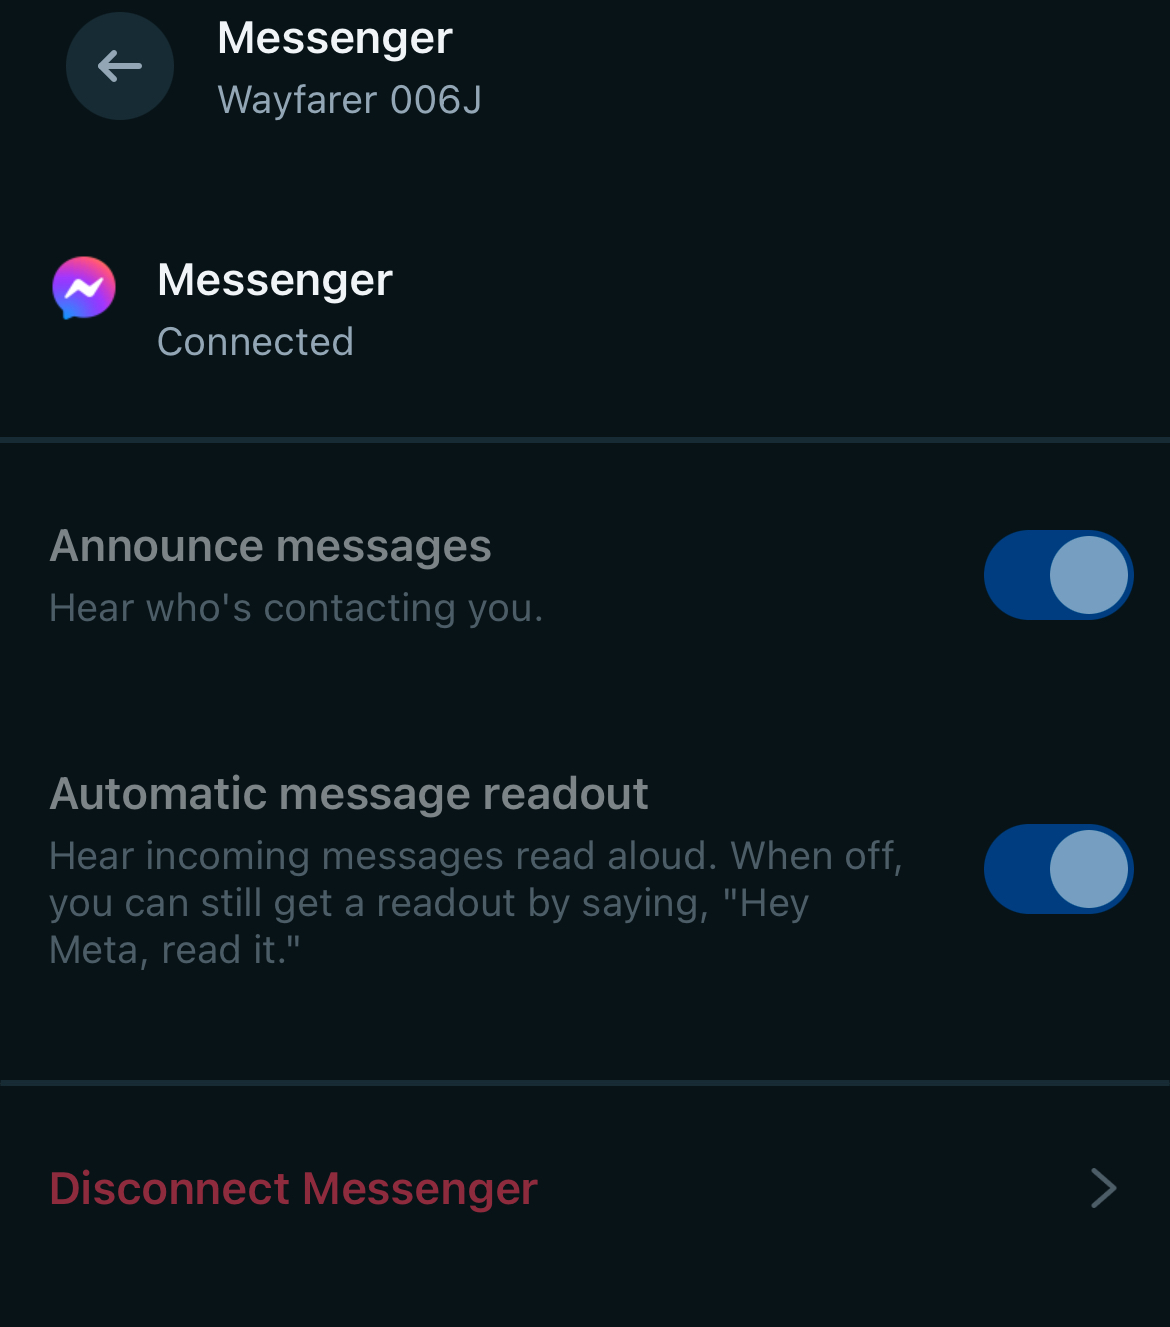 Messenger
Wayfarer 006J
Messenger
Connected
Announce messages
Hear who's contacting you.
Automatic message readout
Hear incoming messages read aloud. When off,
you can still get a readout by saying, "Hey
Meta, read it."
Disconnect Messenger